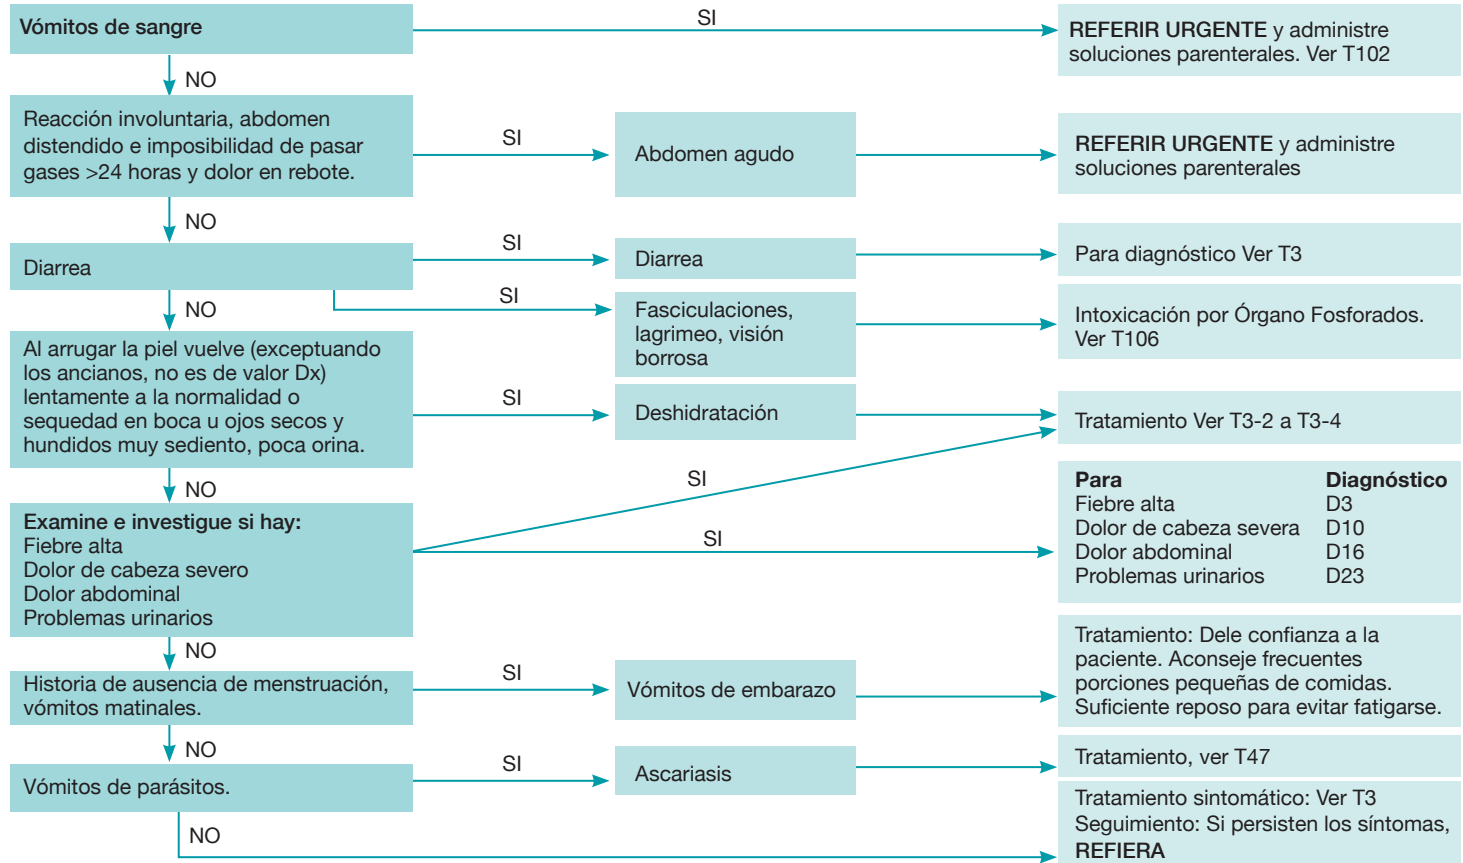 Vómitos de sangre
SI
REFERIR URGENTE y administre
soluciones parenterales. Ver T102
NO
Reacción involuntaria, abdomen
distendido e imposibilidad de pasar
gases >24 horas y dolor en rebote.
SI
Abdomen agudo
REFERIR URGENTE y administre
soluciones parenterales
NO
Diarrea
SI
Diarrea
Para diagnóstico Ver T3
SI
Fasciculaciones,
lagrimeo, visión
borrosa
Intoxicación por Órgano Fosforados.
Ver T106
NO
Al arrugar la piel vuelve (exceptuando
los ancianos, no es de valor Dx)
lentamente a la normalidad o
sequedad en boca u ojos secos y
hundidos muy sediento, poca orina.
SI
Deshidratación
Tratamiento Ver T3-2 a T3-4
NO
Examine e investigue si hay:
Fiebre alta
Dolor de cabeza severo
Dolor abdominal
Problemas urinarios
SI
SI
Para Diagnóstico
Fiebre alta D3
Dolor de cabeza severa D10
Dolor abdominal D16
Problemas urinarios D23
NO
Historia de ausencia de menstruación,
vómitos matinales.
SI
Vómitos de embarazo
Tratamiento: Dele confianza a la
paciente. Aconseje frecuentes
porciones pequeñas de comidas.
Suficiente reposo para evitar fatigarse.
NO
Vómitos de parásitos.
SI
Ascariasis
Tratamiento, ver T47
NO
Tratamiento sintomático: Ver T3
Seguimiento: Si persisten los síntomas,
REFIERA